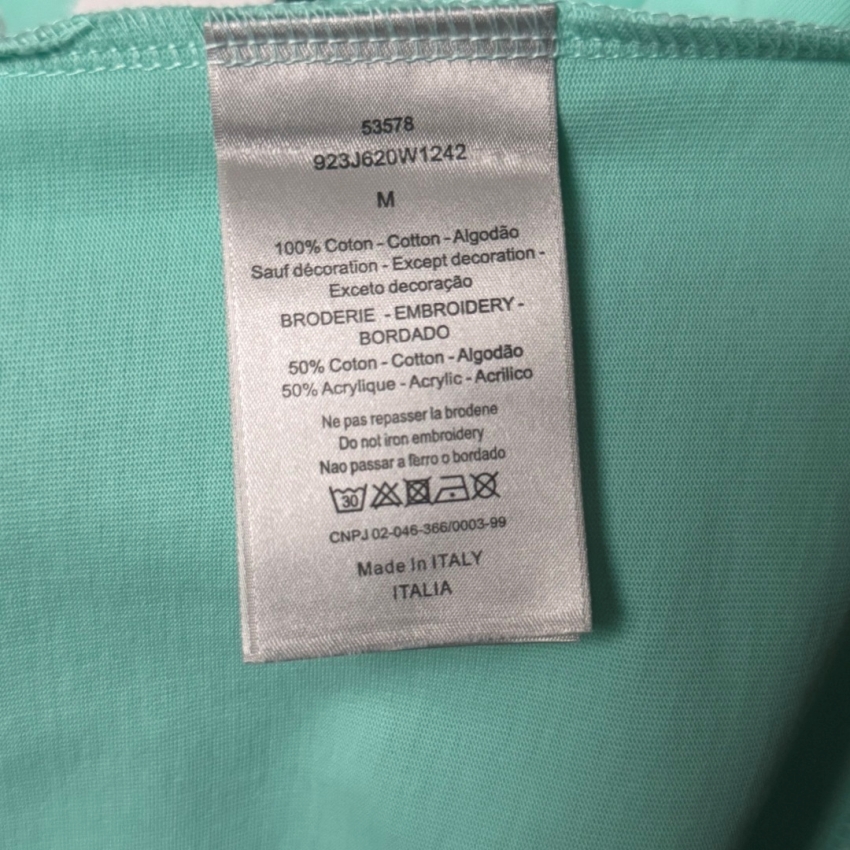 53578
923J620W1242
M
100% Coton - Cotton - Algodão
Sauf décoration - Except decoration -
Exceto decoração
BRODERIE - EMBROIDERY -
BORDADO
50% Coton - Cotton - Algodão
50% Acrylique - Acrylic - Acrilico
Ne pas repasser la brodene
Do not iron embroidery
Nao passar a ferro o bordado
30
CNPJ 02-046-366/0003-99
Made In ITALY
ITALIA